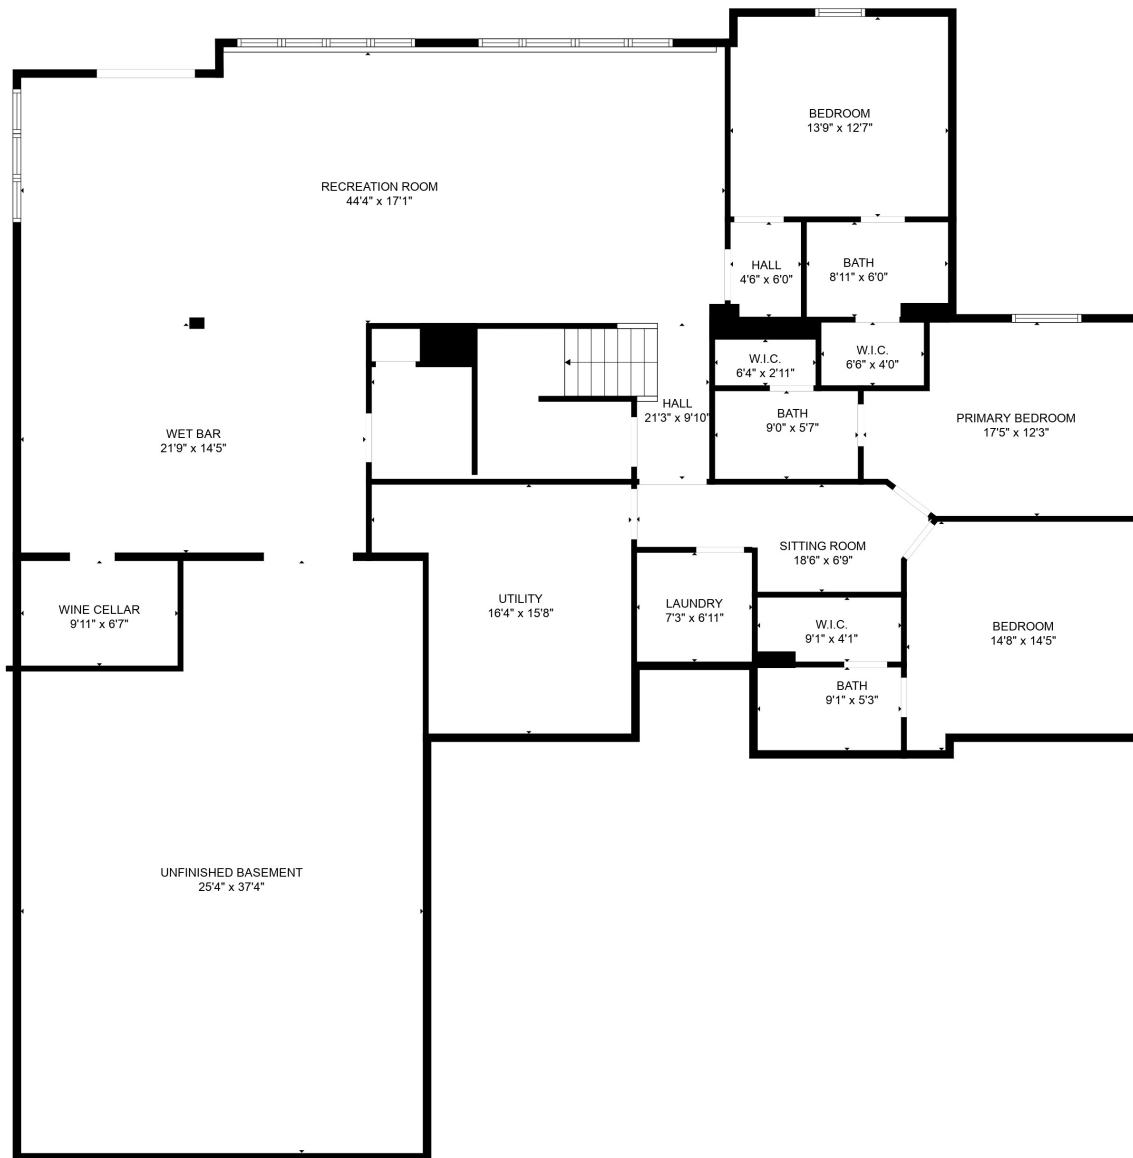 BEDROOM
13'9" x 12'7"
RECREATION ROOM
44'4" x 17'1"
HALL
4'6" x 6'0"
BATH
8'11" x 6'0"
W.I.C.
6'4" x 2'11"
W.I.C.
6'6" x 4'0"
HALL
21'3" x 9'10"
BATH
9'0" x 5'7"
PRIMARY BEDROOM
17'5" x 12'3"
WET BAR
21'9" x 14'5"
SITTING ROOM
18'6" x 6'9"
WINE CELLAR
9'11" x 6'7"
UTILITY
16'4" x 15'8"
LAUNDRY
7'3" x 6'11"
W.I.C.
9'1" x 4'1"
BEDROOM
14'8" x 14'5"
BATH
9'1" x 5'3"
UNFINISHED BASEMENT
25'4" x 37'4"